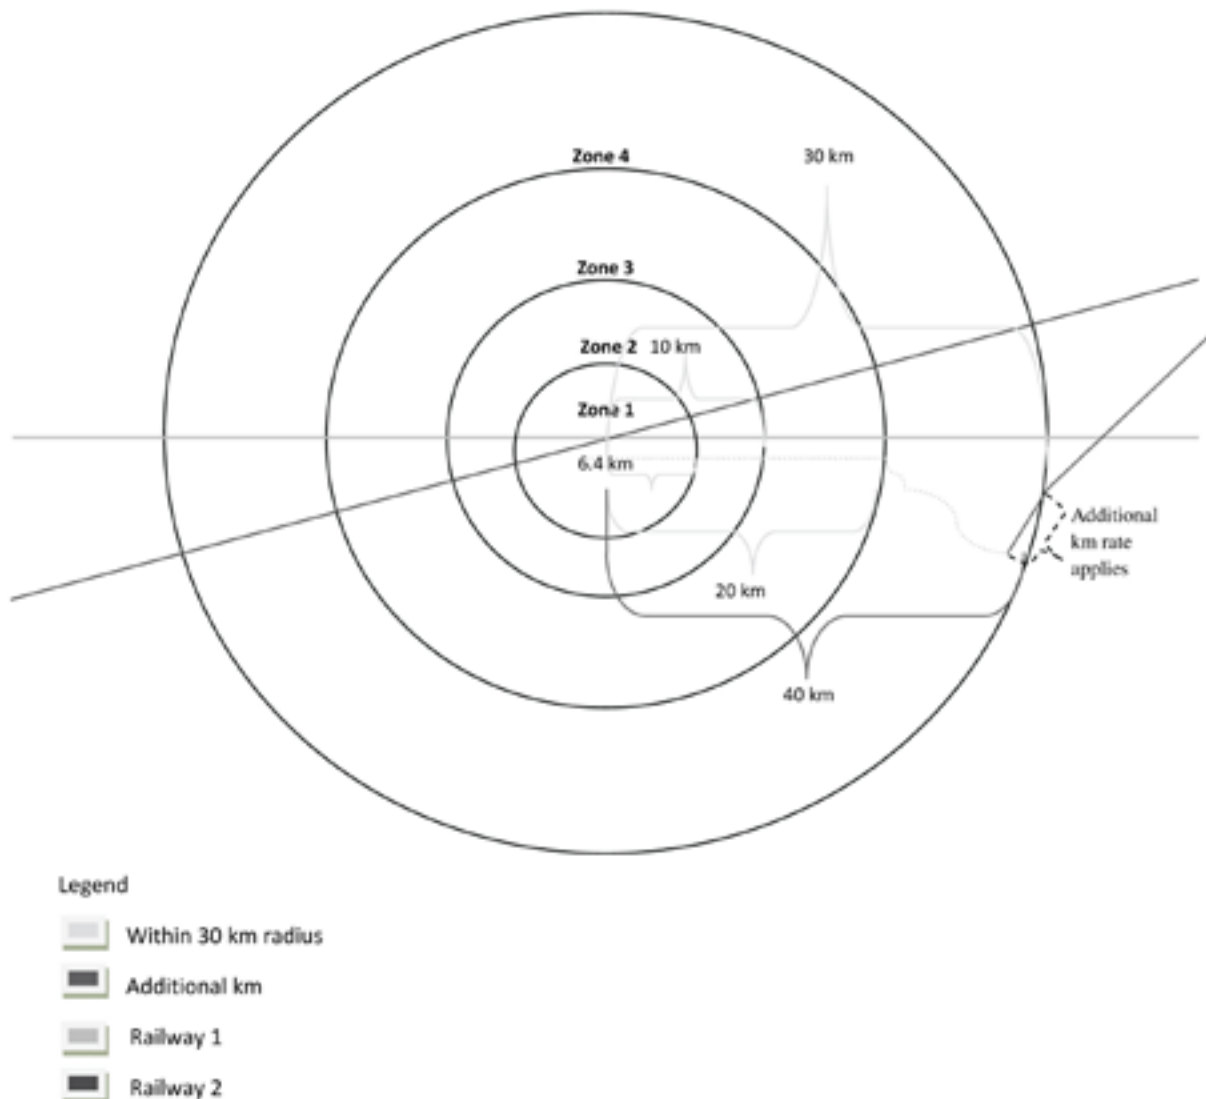 Zone 4
30 km
Zone 3
Zone 2
10 km
Zone 1
6.4 km
Additional
km rate
applies
20 km
40 km
Legend
Within 30 km radius
Additional km
Railway 1
Railway 2